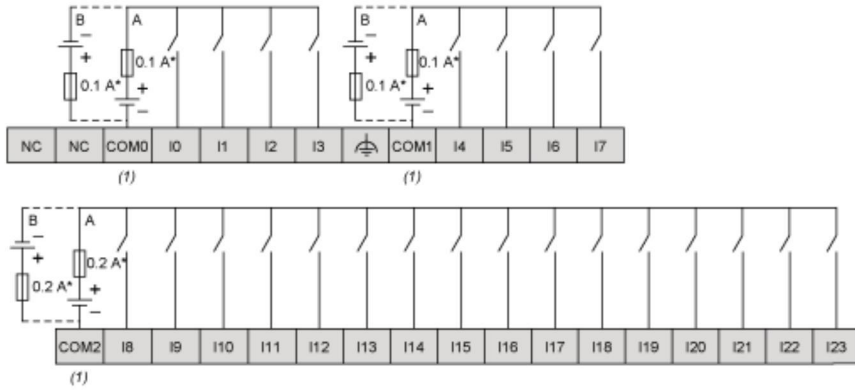 B A B A
0.1 A* 0.1 A* 0.1 A* 0.1 A*
NC NC COM0 I0 I1 I2 I3 COM1 I4 I5 I6 I7
(1) (1)
B A
0.2 A* 0.2 A*
COM2 I8 I9 I10 I11 I12 I13 I14 I15 I16 I17 I18 I19 I20 I21 I22 I23
(1)